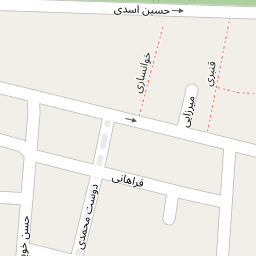 حسین اسدی
خوانساری
قنبری
میرزایی
فراهانی
دوست محمدی
حسن خو